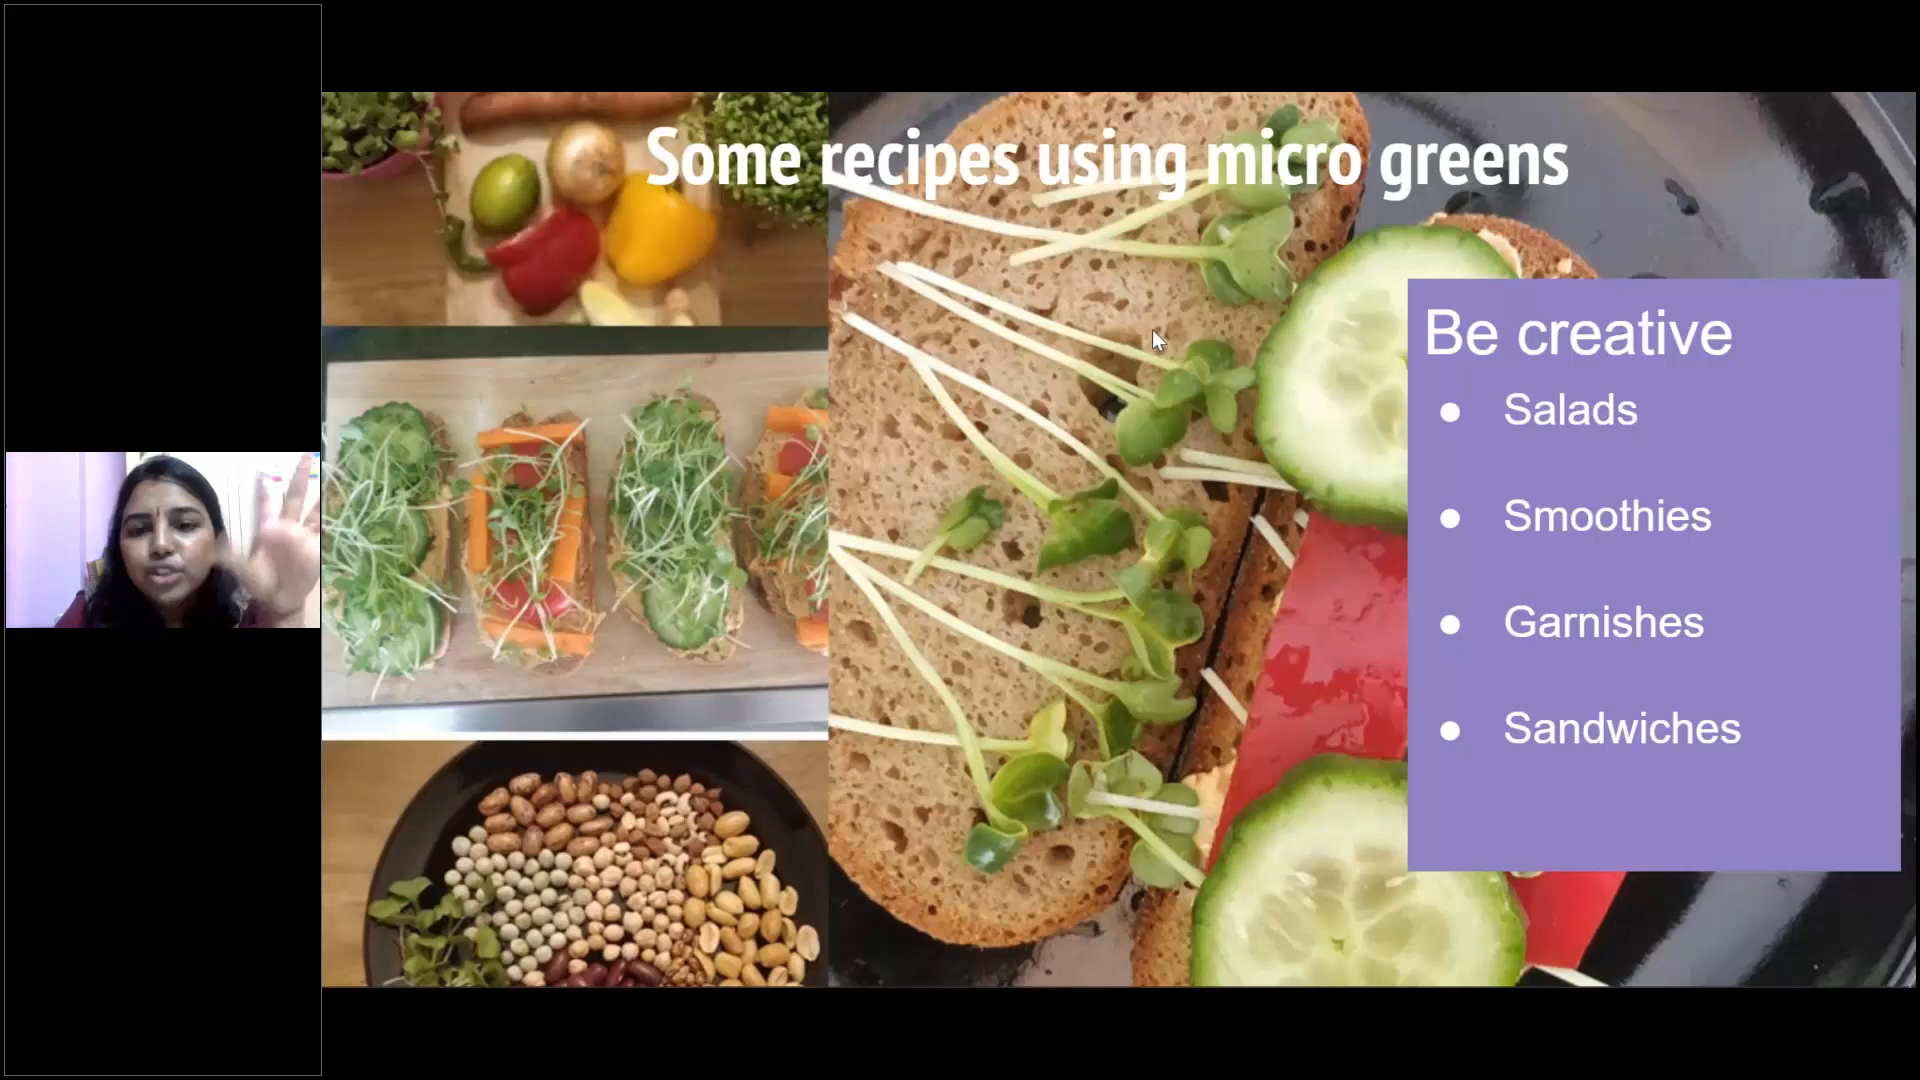 Some recipes using micro greens
Be creative
● Salads
● Smoothies
● Garnishes
● Sandwiches